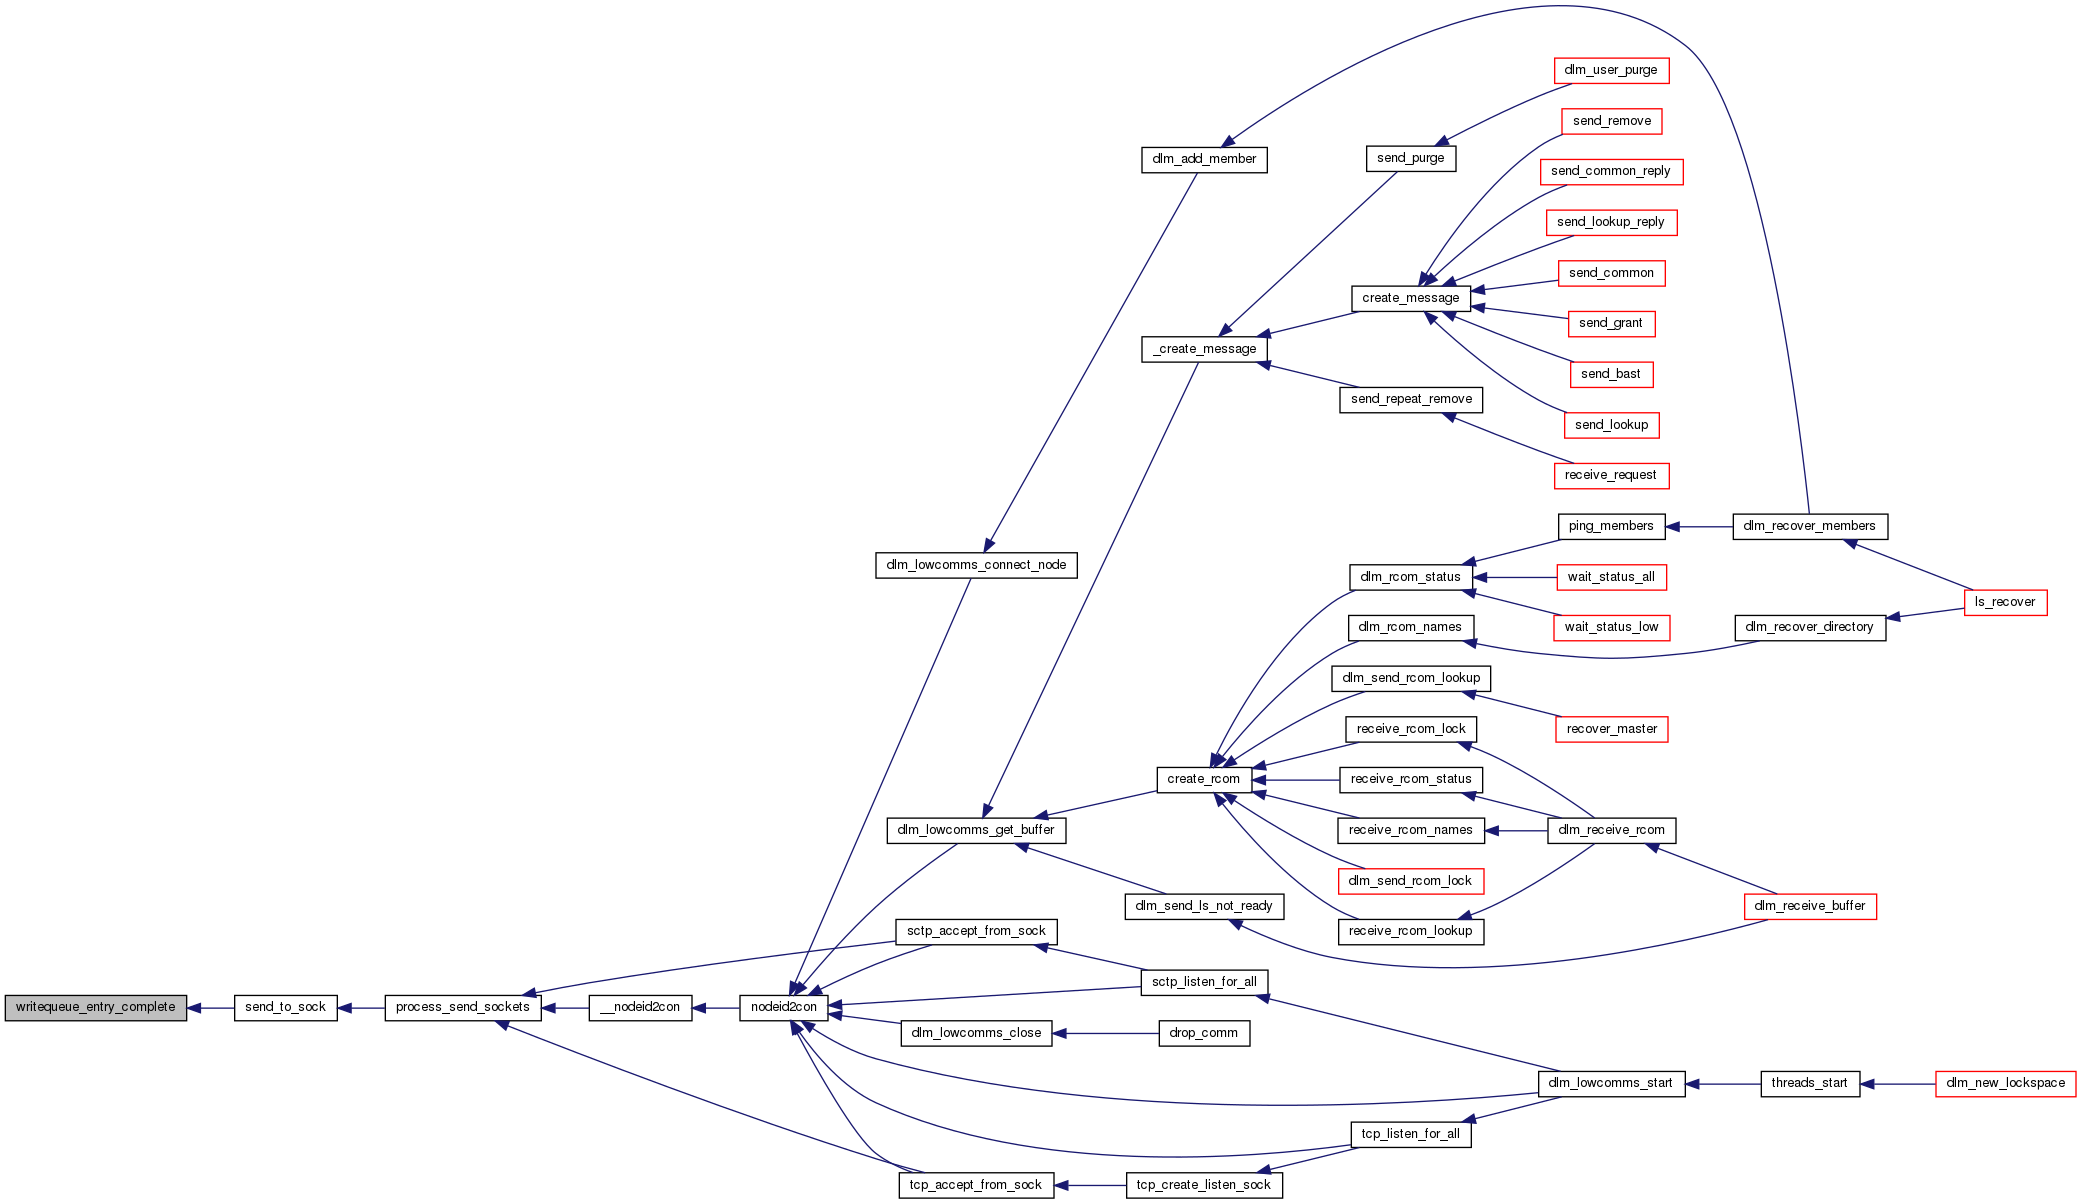 dlm_user_purge
send_remove
dlm_add_member
send_purge
send_common_reply
send_lookup_reply
send_common
create_message
send_grant
_create_message
send_bast
send_repeat_remove
send_lookup
receive_request
ping_members
dlm_recover_members
dlm_lowcomms_connect_node
dlm_rcom_status
wait_status_all
ls_recover
dlm_rcom_names
wait_status_low
dlm_recover_directory
dlm_send_rcom_lookup
receive_rcom_lock
recover_master
create_rcom
receive_rcom_status
dlm_lowcomms_get_buffer
receive_rcom_names
dlm_receive_rcom
dlm_send_rcom_lock
dlm_send_ls_not_ready
dlm_receive_buffer
sctp_accept_from_sock
receive_rcom_lookup
sctp_listen_for_all
writequeue_entry_complete
send_to_sock
process_send_sockets
__nodeid2con
nodeid2con
dlm_lowcomms_close
drop_comm
dlm_lowcomms_start
threads_start
dlm_new_lockspace
tcp_listen_for_all
tcp_accept_from_sock
tcp_create_listen_sock